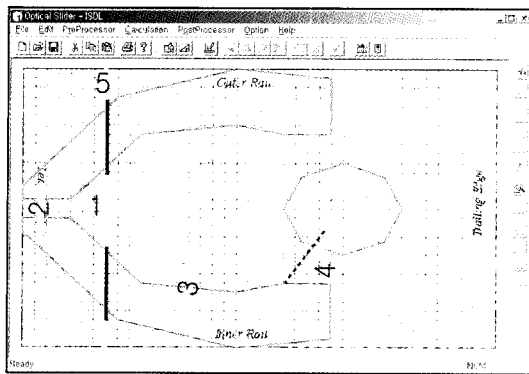 Optical Slider - ISDL
File Edit PreProcessor Calculation PostProcessor Option Help
5
Outer Rail
2
1
Trailing Edge
3
4
Inner Rail
Ready
NUM